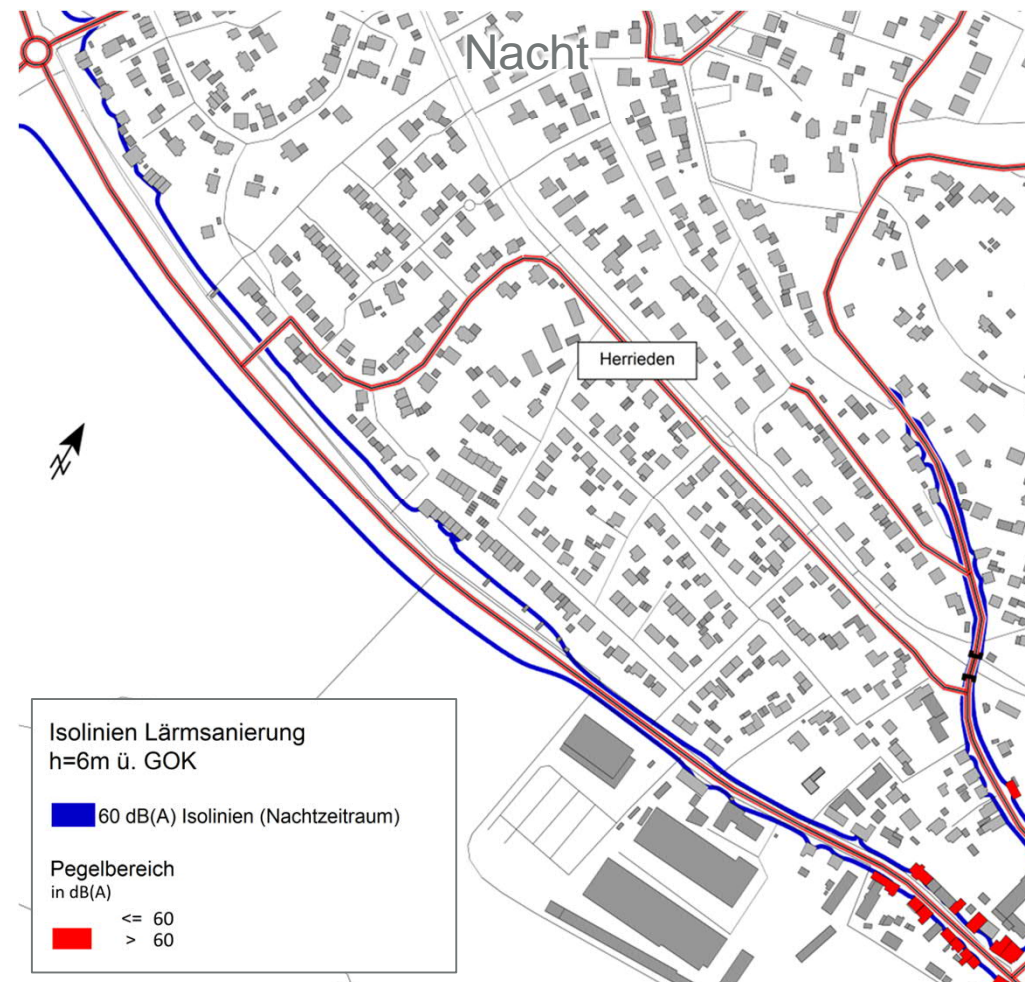 Nacht
Herrieden
N
Isolinien Lärmsanierung
h=6m ü. GOK
60 dB(A) Isolinien (Nachtzeitraum)
Pegelbereich
in dB(A)
<= 60
> 60